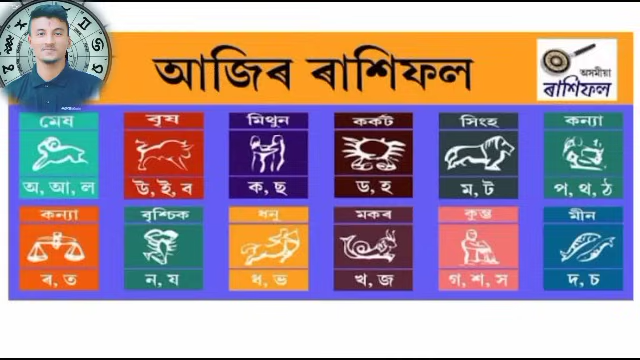 আজিৰ ৰাশিফল
অসমীয়া
ৰাশিফল
মেষ
বৃষ
মিথুন
কৰ্কট
সিংহ
কন্যা
অ, আ, ল
উ, ই, ব
ক, ছ
ড, হ
ম, ট
প, থ, ঠ
কন্যা
বৃশ্চিক
ধনু
মকৰ
কুম্ভ
মীন
ৰ, ত
ন, য
ধ, ভ
খ, জ
গ, শ, স
দ, চ